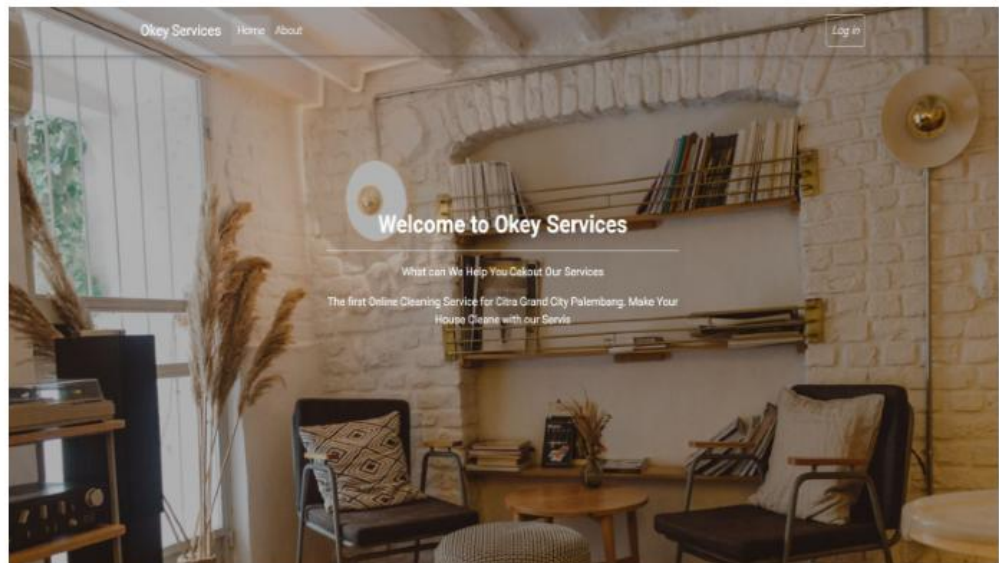 Okey Services Home About Log in
Welcome to Okey Services
What can We Help You Cekout Our Services
The first Online Cleaning Service for Citra Grand City Palembang. Make Your
House Cleane with our Servis